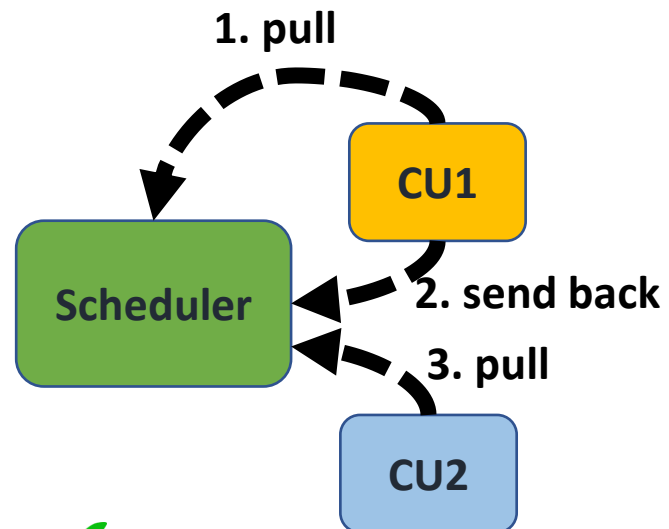 1. pull
CU1
Scheduler
2. send back
3. pull
CU2